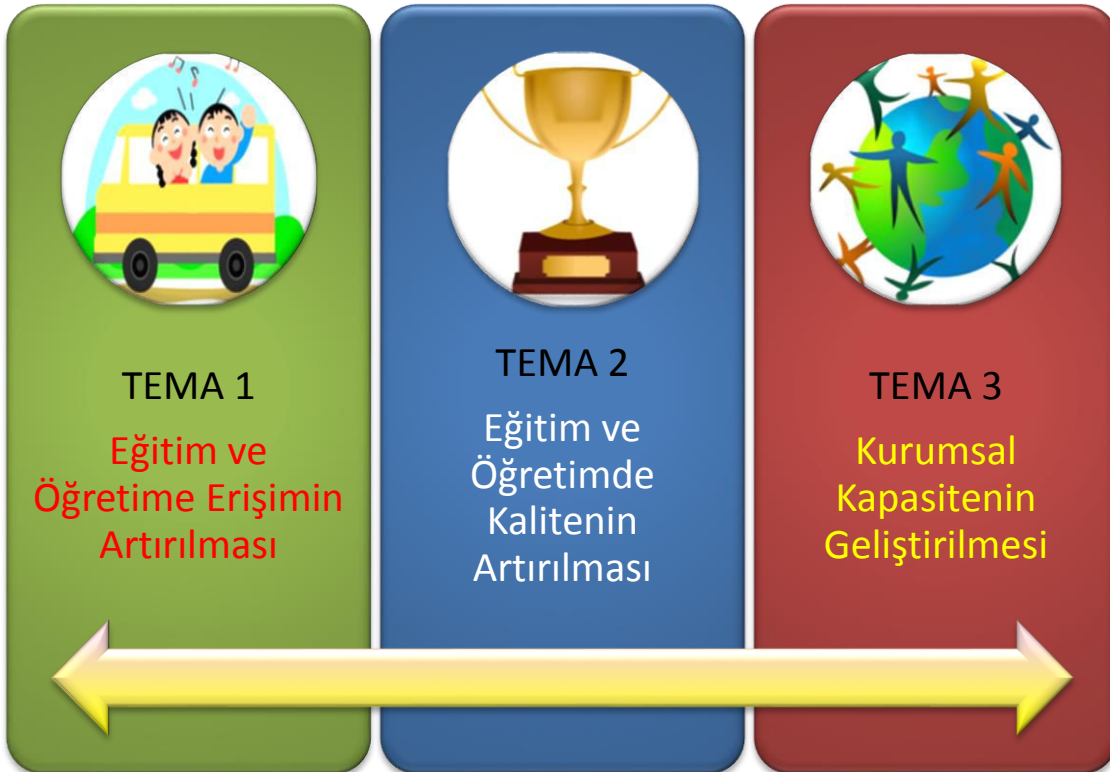 TEMA 1
Eğitim ve
Öğretime Erişimin
Artırılması
TEMA 2
Eğitim ve
Öğretimde
Kalitenin
Artırılması
TEMA 3
Kurumsal
Kapasitenin
Geliştirilmesi